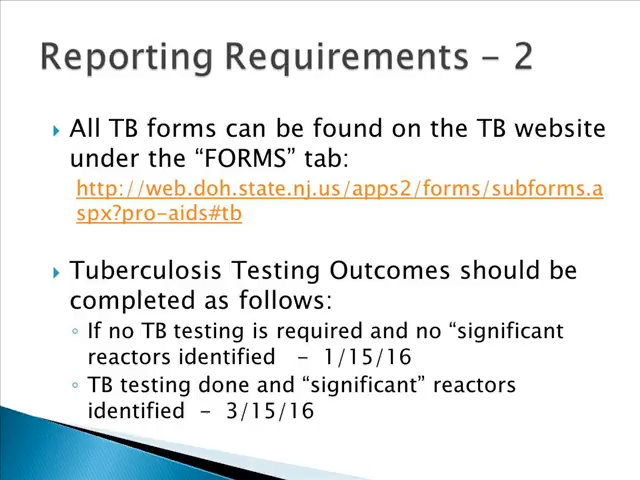 Reporting Requirements - 2
All TB forms can be found on the TB website
under the “FORMS” tab:
http://web.doh.state.nj.us/apps2/forms/subforms.a
spx?pro-aids#tb
Tuberculosis Testing Outcomes should be
completed as follows:
If no TB testing is required and no “significant
reactors identified - 1/15/16
TB testing done and “significant” reactors
identified - 3/15/16